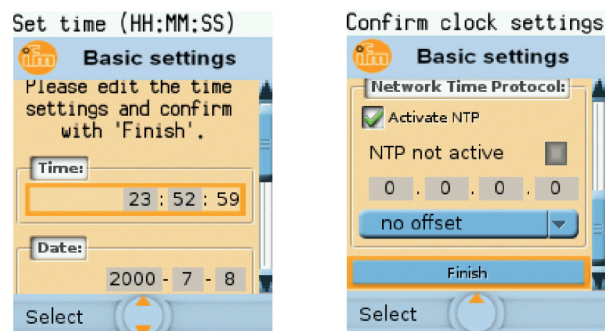 Set time (HH:MM:SS)
ifm
Basic settings
Please edit the time
settings and confirm
with 'Finish'.
Time:
23 : 52 : 59
Date:
2000 - 7 - 8
Select
Confirm clock settings
ifm
Basic settings
Network Time Protocol:
Activate NTP
NTP not active
0 . 0 . 0 . 0
no offset
Finish
Select